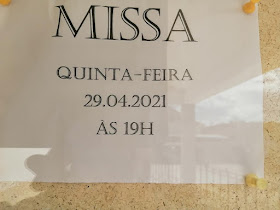 MISSA
QUINTA-FEIRA
29.04.2021
ÀS 19H